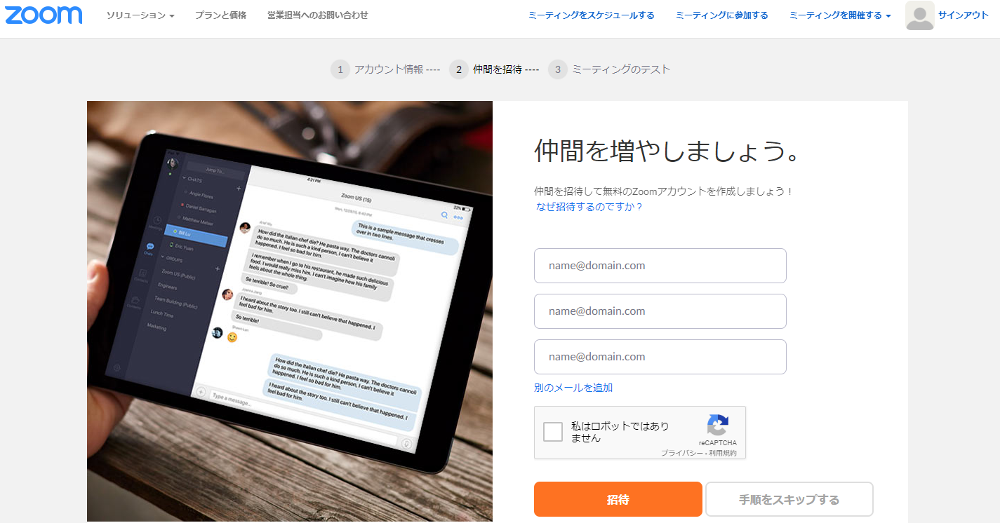 zoom
ソリューション
プランと価格
営業担当へのお問い合わせ
ミーティングをスケジュールする
ミーティングに参加する
ミーティングを開催する
サインアウト
1 アカウント情報 ----
2 仲間を招待 ----
3 ミーティングのテスト
Jump To...
CHATS
Angie Flores
Daniel Barragan
Matthew Maliser
Bill Lu
Eric Yuan
GROUPS
Zoom US (Public)
Engineers
Team Building (Public)
Lunch Time
Marketing
Chats
4:21 PM
22%
Zoom US (15)
This is a sample message that crosses
over in two lines.
How did the Italian chef die? He pasta way. The doctors cannoli
do so much. He is such a kind person, I can't believe it
happened. I feel so bad for him.
I remember when I go to his restaurant, he made such delicious
food. I would really miss him. I can't imagine how his family
feels about the whole thing.
So terrible! So cruel!
I heard about the story too. I still can't believe that happened. I
feel bad for him.
So terrible!
How did the Italian chef die? He pasta way. The doctors cannoli
do so much. He is such a kind person, I can't believe it
happened. I feel so bad for him.
I heard about the story too. I still can't believe that happened. I
feel bad for him.
Type a message...
仲間を増やしましょう。
仲間を招待して無料のZoomアカウントを作成しましょう！
なぜ招待するのですか？
name@domain.com
name@domain.com
name@domain.com
別のメールを追加
私はロボットではあり
ません
reCAPTCHA
プライバシー - 利用規約
招待
手順をスキップする